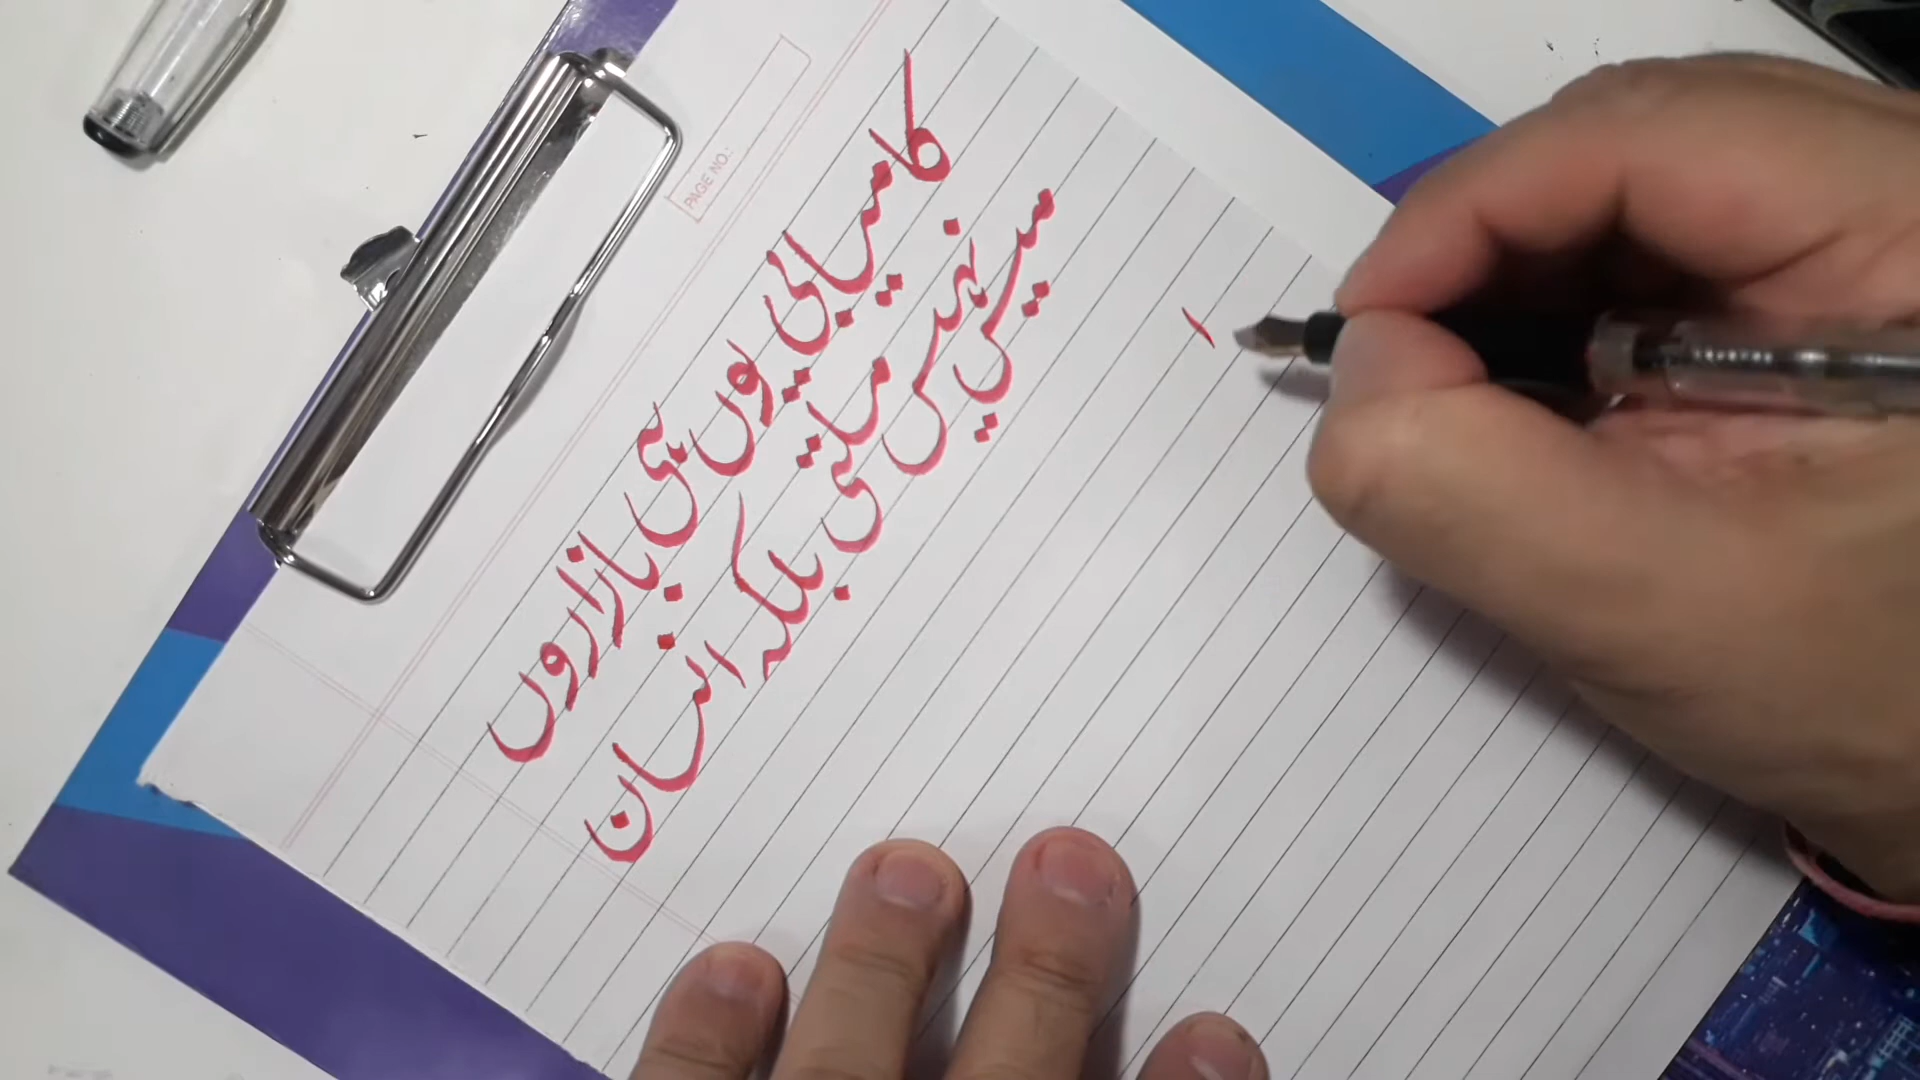 PAGE NO.:
کامیابی یوں ہی بازاروں
میں نہیں ملتی بلکہ انسان
ا